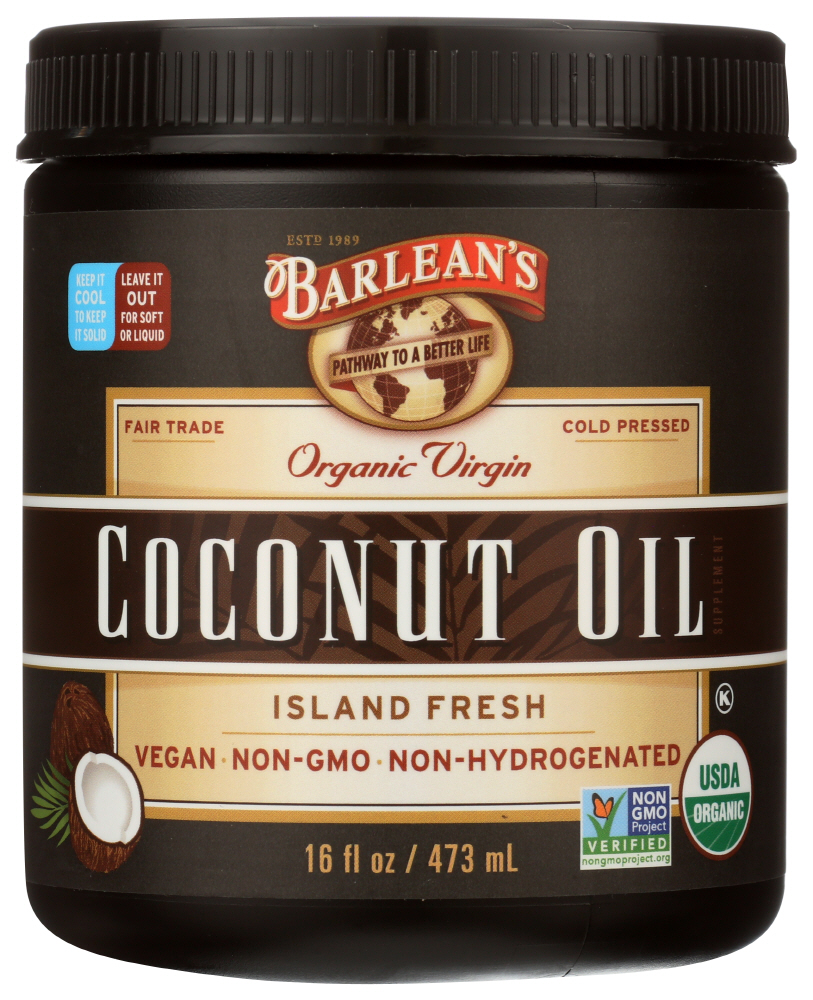 ESTD 1989
BARLEAN'S
PATHWAY TO A BETTER LIFE
KEEP IT
COOL
TO KEEP
IT SOLID
LEAVE IT
OUT
FOR SOFT
OR LIQUID
FAIR TRADE
COLD PRESSED
Organic Virgin
COCONUT OIL
SUPPLEMENT
ISLAND FRESH
VEGAN · NON-GMO · NON-HYDROGENATED
K
NON
GMO
Project
VERIFIED
nongmoproject.org
USDA
ORGANIC
16 fl oz / 473 mL